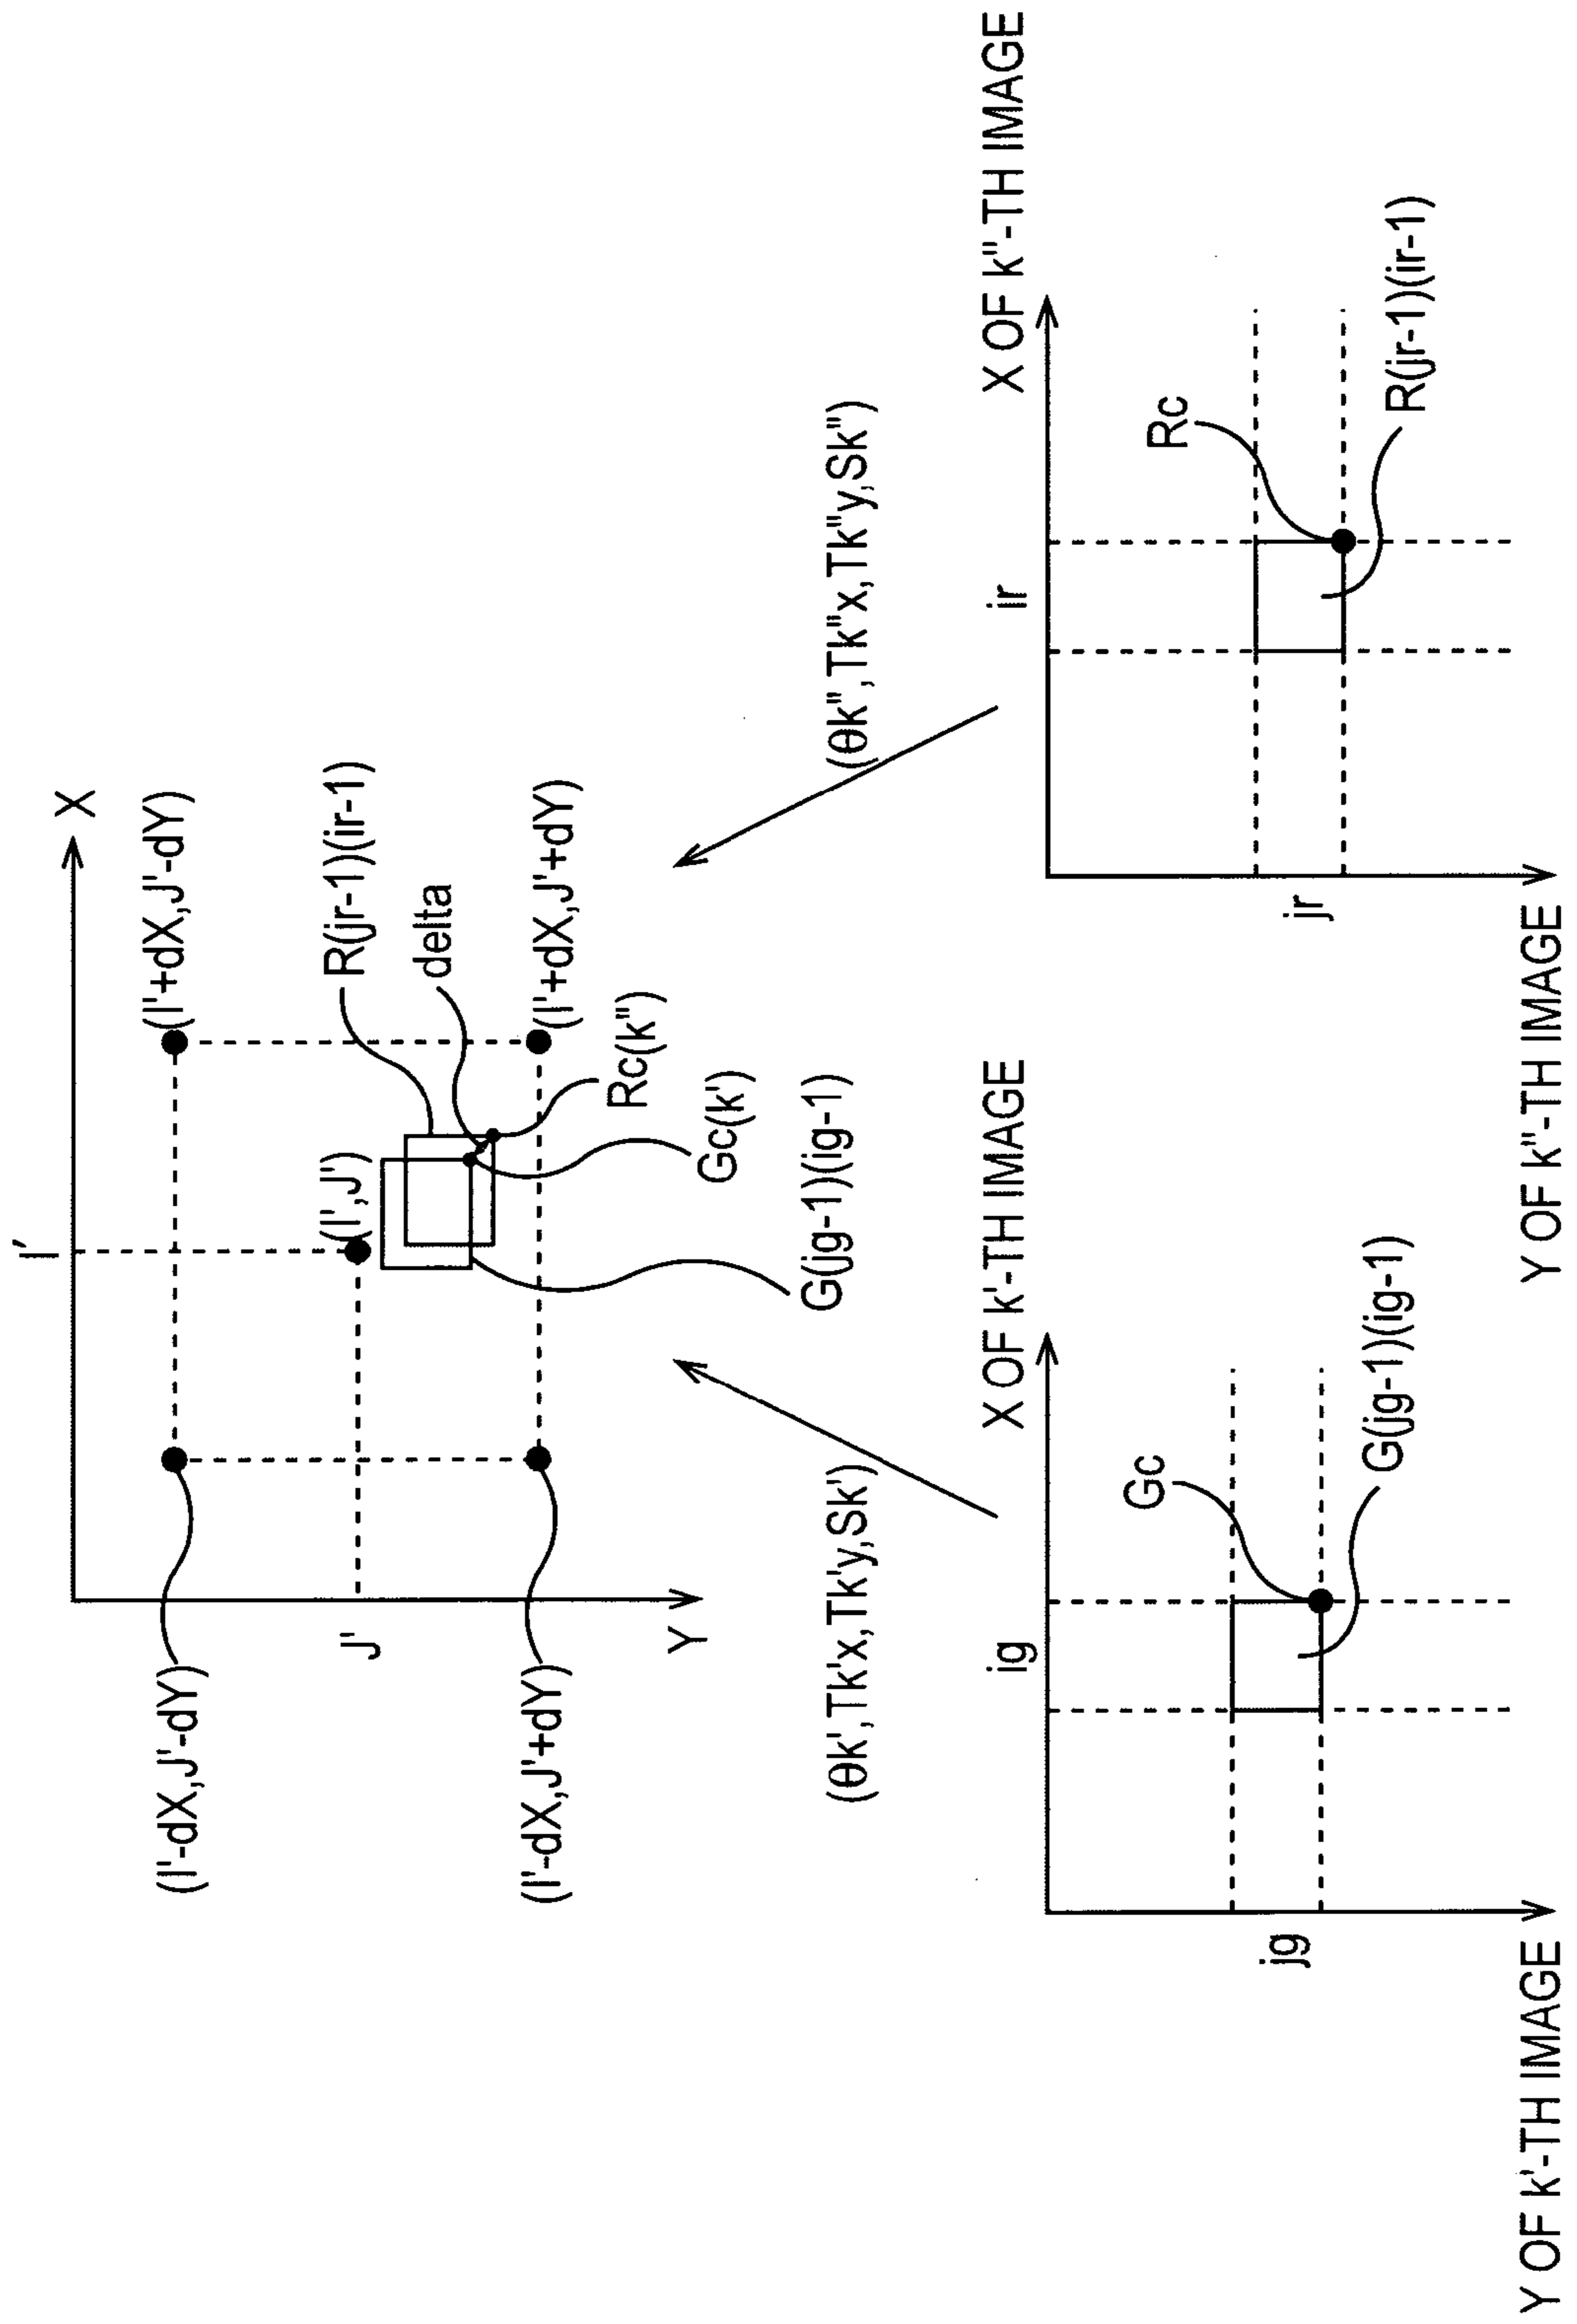 X
I'
(I'-dX,J'-dY)
(I'+dX,J'-dY)
(I',J')
R(jr-1)(ir-1)
J'
delta
(I'-dX,J'+dY)
(I'+dX,J'+dY)
Rc(k'')
Gc(k')
Y
G(jg-1)(ig-1)
(θk',Tk'x,Tk'y,Sk')
(θk'',Tk''x,Tk''y,Sk'')
X OF k'-TH IMAGE
X OF k''-TH IMAGE
ig
ir
Gc
Rc
jg
jr
G(jg-1)(ig-1)
R(jr-1)(ir-1)
Y OF k'-TH IMAGE
Y OF k''-TH IMAGE